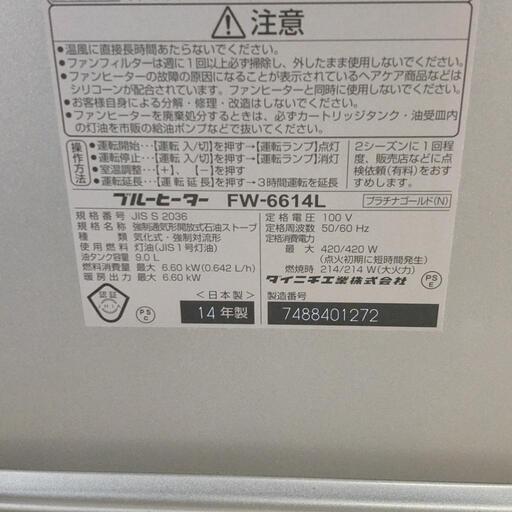 注意
●温風に直接長時間あたらないでください。
●ファンフィルターは週に1回以上必ず掃除し、外したまま使用しないでください。
●ファンヒーターの故障の原因になることが表示されているヘアケア商品などは
シリコーンが配合されています。ファンヒーターと同時に使わないでください。
●お客様自身による分解・修理・改造はしないでください。
●ファンヒーターを廃棄処分するときは、必ずカートリッジタンク・油受皿内
の灯油を市販の給油ポンプなどで抜いてください。
操作方法
●運転開始…【運転 入/切】を押す→【運転ランプ】点灯
●運転停止…【運転 入/切】を押す→【運転ランプ】消灯
●室温調整…【+】、【-】を押す
●運転延長…【運転延長】を押す→3時間運転を延長
2シーズンに1回程
度、販売店などに点
検依頼(有料)をおす
すめします。
ブルーヒーター FW-6614L プラチナゴールド(N)
規格番号 JIS S 2036
規格名称 強制通気形開放式石油ストーブ
種類 気化式・強制対流形
使用燃料 灯油(JIS1号灯油)
油タンク容量 9.0 L
燃料消費量 最大 6.60 kW(0.642 L/h)
暖房出力 最大 6.60 kW
定格電圧 100 V
定格周波数 50/60 Hz
定格消費電力
最大 420/420 W
(点火初期に短時間発生)
燃焼時 214/214 W(大火力)
ダイニチ工業株式会社
認証
JHIA
PS
C
PS
E
<日本製>
14年製
製造番号
7488401272